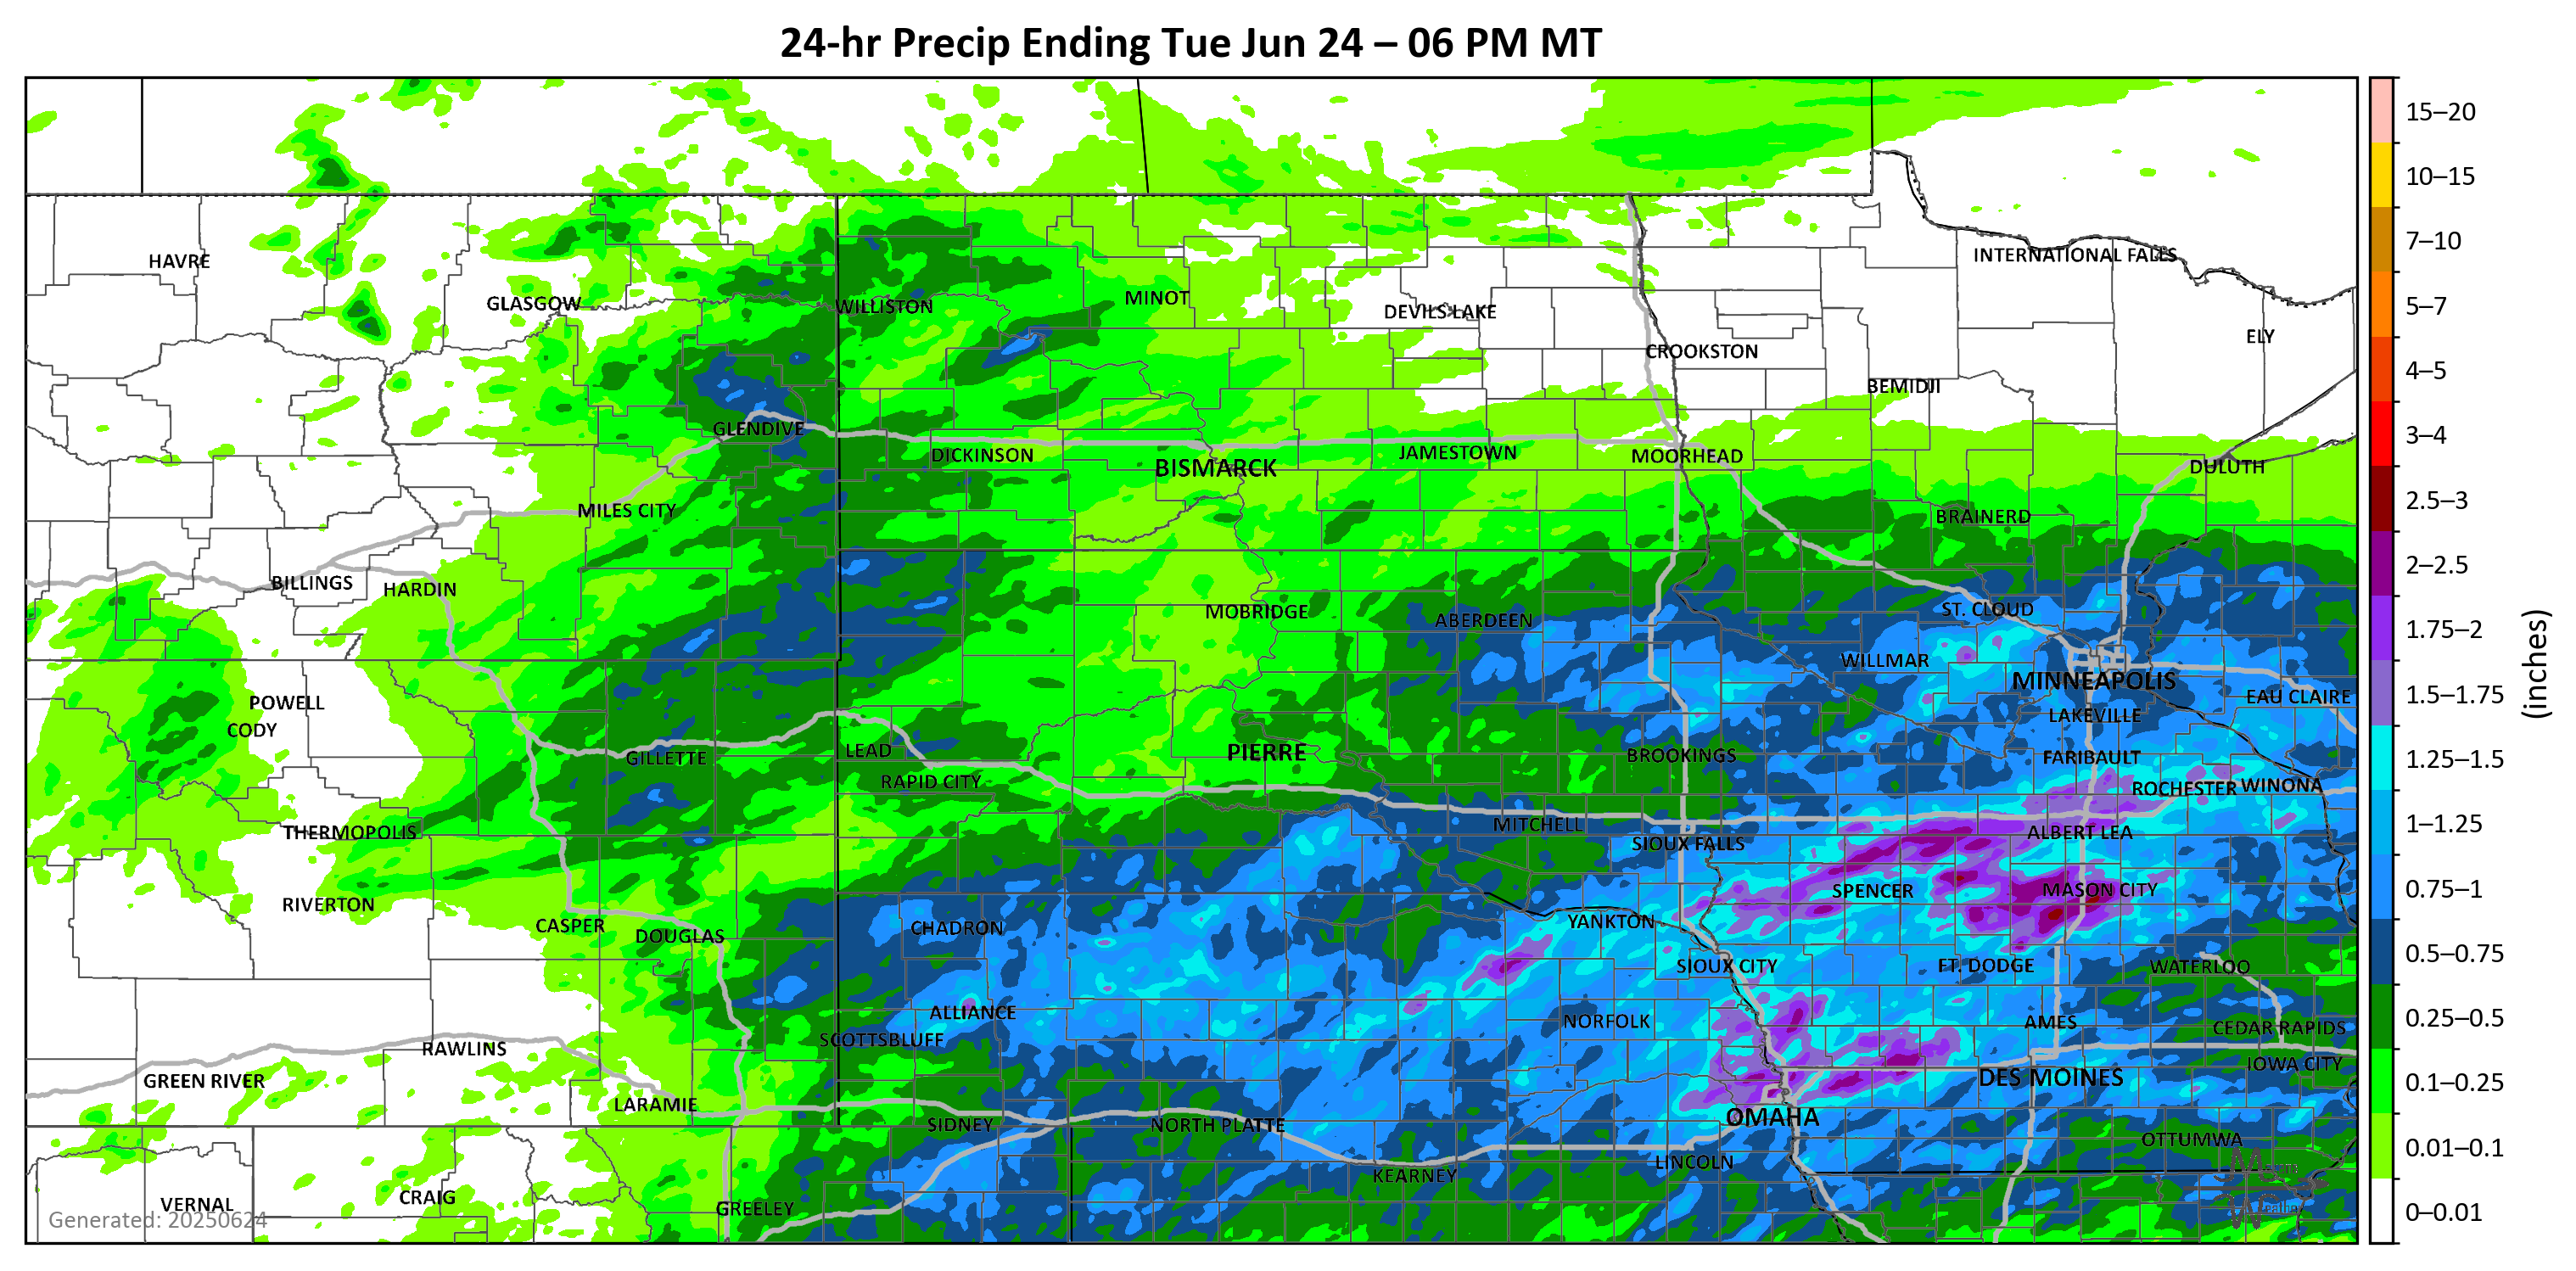 24-hr Precip Ending Tue Jun 24 – 06 PM MT
15–20
10–15
7–10
5–7
4–5
3–4
2.5–3
2–2.5
1.75–2
1.5–1.75
1.25–1.5
1–1.25
0.75–1
0.5–0.75
0.25–0.5
0.1–0.25
0.01–0.1
0–0.01
(inches)
HAVRE
INTERNATIONAL FALLS
GLASGOW
WILLISTON
MINOT
DEVILS LAKE
ELY
CROOKSTON
BEMIDJI
GLENDIVE
DICKINSON
BISMARCK
JAMESTOWN
MOORHEAD
DULUTH
MILES CITY
BRAINERD
BILLINGS
HARDIN
MOBRIDGE
ABERDEEN
ST. CLOUD
WILLMAR
MINNEAPOLIS
POWELL
EAU CLAIRE
CODY
LAKEVILLE
GILLETTE
LEAD
PIERRE
BROOKINGS
FARIBAULT
RAPID CITY
ROCHESTER
WINONA
THERMOPOLIS
MITCHELL
SIOUX FALLS
ALBERT LEA
RIVERTON
SPENCER
MASON CITY
CASPER
DOUGLAS
CHADRON
YANKTON
SIOUX CITY
FT. DODGE
WATERLOO
ALLIANCE
NORFOLK
AMES
CEDAR RAPIDS
SCOTTSBLUFF
RAWLINS
IOWA CITY
GREEN RIVER
DES MOINES
LARAMIE
OMAHA
SIDNEY
NORTH PLATTE
OTTUMWA
LINCOLN
KEARNEY
VERNAL
CRAIG
GREELEY
Generated: 20250624